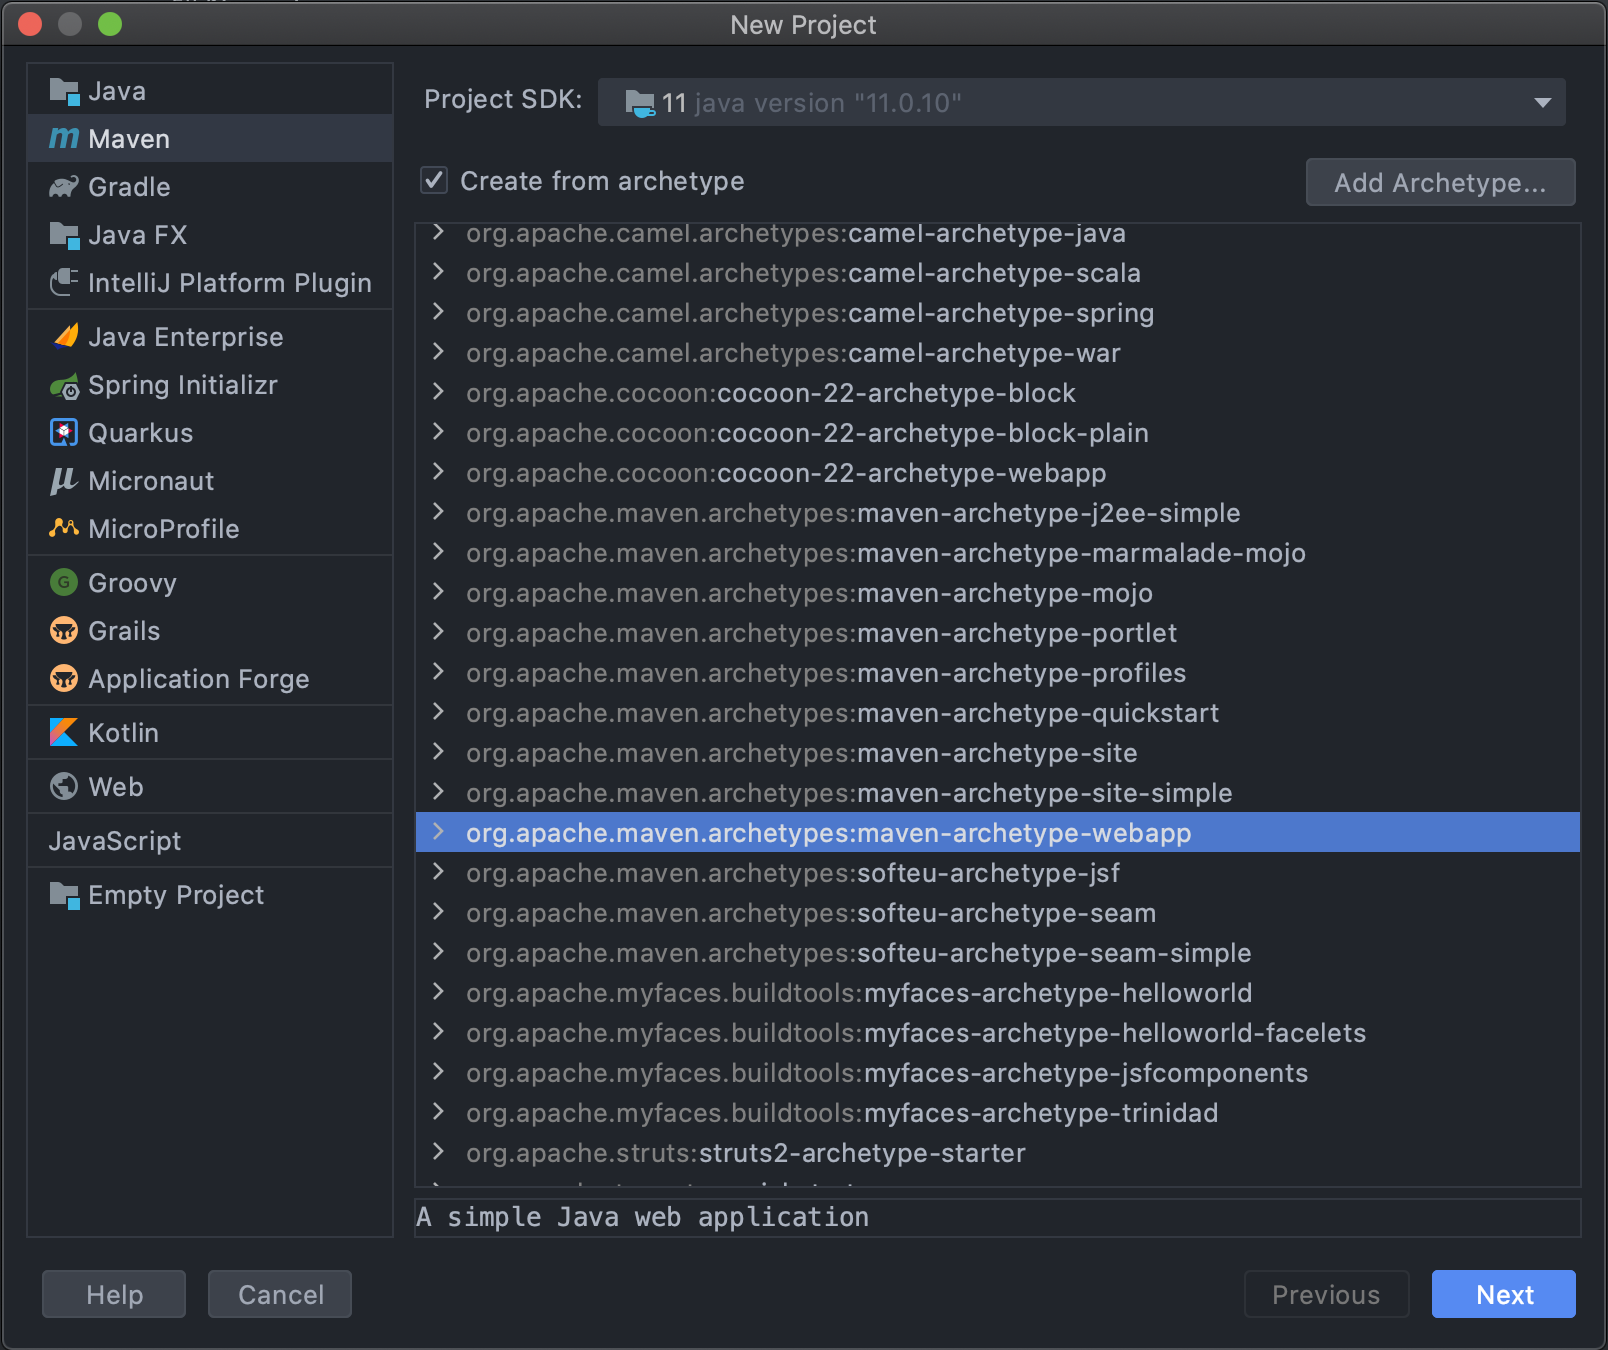 New Project
Java
Maven
Gradle
Java FX
IntelliJ Platform Plugin
Java Enterprise
Spring Initializr
Quarkus
Micronaut
MicroProfile
Groovy
Grails
Application Forge
Kotlin
Web
JavaScript
Empty Project
Project SDK: 11 java version "11.0.10"
Create from archetype
Add Archetype...
org.apache.camel.archetypes:camel-archetype-java
org.apache.camel.archetypes:camel-archetype-scala
org.apache.camel.archetypes:camel-archetype-spring
org.apache.camel.archetypes:camel-archetype-war
org.apache.cocoon:cocoon-22-archetype-block
org.apache.cocoon:cocoon-22-archetype-block-plain
org.apache.cocoon:cocoon-22-archetype-webapp
org.apache.maven.archetypes:maven-archetype-j2ee-simple
org.apache.maven.archetypes:maven-archetype-marmalade-mojo
org.apache.maven.archetypes:maven-archetype-mojo
org.apache.maven.archetypes:maven-archetype-portlet
org.apache.maven.archetypes:maven-archetype-profiles
org.apache.maven.archetypes:maven-archetype-quickstart
org.apache.maven.archetypes:maven-archetype-site
org.apache.maven.archetypes:maven-archetype-site-simple
org.apache.maven.archetypes:maven-archetype-webapp
org.apache.maven.archetypes:softeu-archetype-jsf
org.apache.maven.archetypes:softeu-archetype-seam
org.apache.maven.archetypes:softeu-archetype-seam-simple
org.apache.myfaces.buildtools:myfaces-archetype-helloworld
org.apache.myfaces.buildtools:myfaces-archetype-helloworld-facelets
org.apache.myfaces.buildtools:myfaces-archetype-jsfcomponents
org.apache.myfaces.buildtools:myfaces-archetype-trinidad
org.apache.struts:struts2-archetype-starter
A simple Java web application
Help
Cancel
Previous
Next